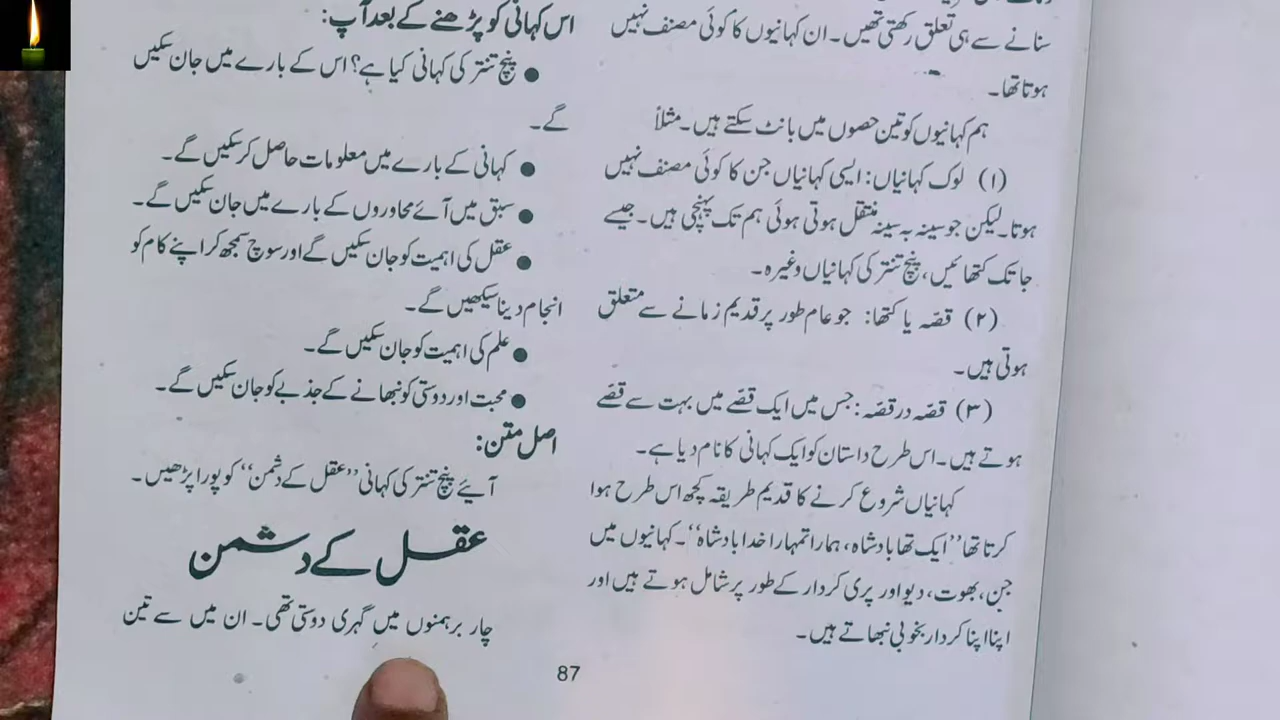 سنانے سے ہی تعلق رکھتی تھیں۔ ان کہانیوں کا کوئی مصنف نہیں
ہوتا تھا۔
ہم کہانیوں کو تین حصوں میں بانٹ سکتے ہیں۔ مثلاً
(۱) لوک کہانیاں: ایسی کہانیاں جن کا کوئی مصنف نہیں
ہوتا۔ لیکن جو سینہ بہ سینہ منتقل ہوتی ہوئی ہم تک پہنچی ہیں۔ جیسے
جاتک کتھائیں، پنچ تنتر کی کہانیاں وغیرہ۔
(۲) قصّہ یا کتھا: جو عام طور پر قدیم زمانے سے متعلق
ہوتی ہیں۔
(۳) قصّہ در قصّہ: جس میں ایک قصّے میں بہت سے قصّے
ہوتے ہیں۔ اس طرح داستان کو ایک کہانی کا نام دیا ہے۔
کہانیاں شروع کرنے کا قدیم طریقہ کچھ اس طرح ہوا
کرتا تھا ’’ایک تھا بادشاہ، ہمارا تمہارا خدا بادشاہ‘‘۔ کہانیوں میں
جن، بھوت، دیو اور پری کردار کے طور پر شامل ہوتے ہیں اور
اپنا اپنا کردار بخوبی نبھاتے ہیں۔
اس کہانی کو پڑھنے کے بعد آپ:
● پنچ تنتر کی کہانی کیا ہے؟ اس کے بارے میں جان سکیں
گے۔
● کہانی کے بارے میں معلومات حاصل کر سکیں گے۔
● سبق میں آئے محاوروں کے بارے میں جان سکیں گے۔
● عقل کی اہمیت کو جان سکیں گے اور سوچ سمجھ کر اپنے کام کو
انجام دینا سیکھیں گے۔
● علم کی اہمیت کو جان سکیں گے۔
● محبت اور دوستی کو نبھانے کے جذبے کو جان سکیں گے۔
اصل متن:
آیئے پنچ تنتر کی کہانی ’’عقل کے دشمن‘‘ کو پورا پڑھیں۔
عقل کے دشمن
چار برہمنوں میں گہری دوستی تھی۔ ان میں سے تین
87